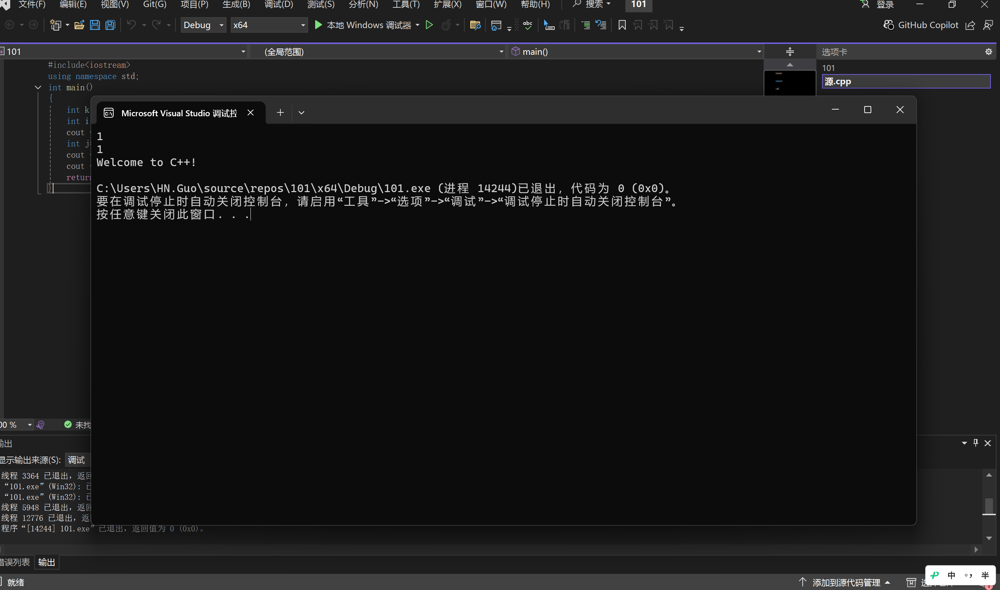 文件(F) 编辑(E) 视图(V) Git(G) 项目(P) 生成(B) 调试(D) 测试(S) 分析(N) 工具(T) 扩展(X) 窗口(W) 帮助(H) 搜索 101 登录
Debug x64 本地 Windows 调试器 abc GitHub Copilot
101 (全局范围) main() 选项卡
#include<iostream>
using namespace std;
int main()
{
int k
int i
cout
int j=
cout
cout
return
}
101
源.cpp
Microsoft Visual Studio 调试控
1
1
Welcome to C++!
C:\Users\HN.Guo\source\repos\101\x64\Debug\101.exe (进程 14244)已退出，代码为 0 (0x0)。
要在调试停止时自动关闭控制台，请启用“工具”->“选项”->“调试”->“调试停止时自动关闭控制台”。
按任意键关闭此窗口. . .
00 % 未找
输出
显示输出来源(S): 调试
线程 3364 已退出，返回
“101.exe”(Win32): 已
“101.exe”(Win32): 已
线程 5948 已退出，返回
线程 12776 已退出，返
程序“[14244] 101.exe”已退出，返回值为 0 (0x0)。
错误列表 输出
就绪 添加到源代码管理 选
中 °, 半